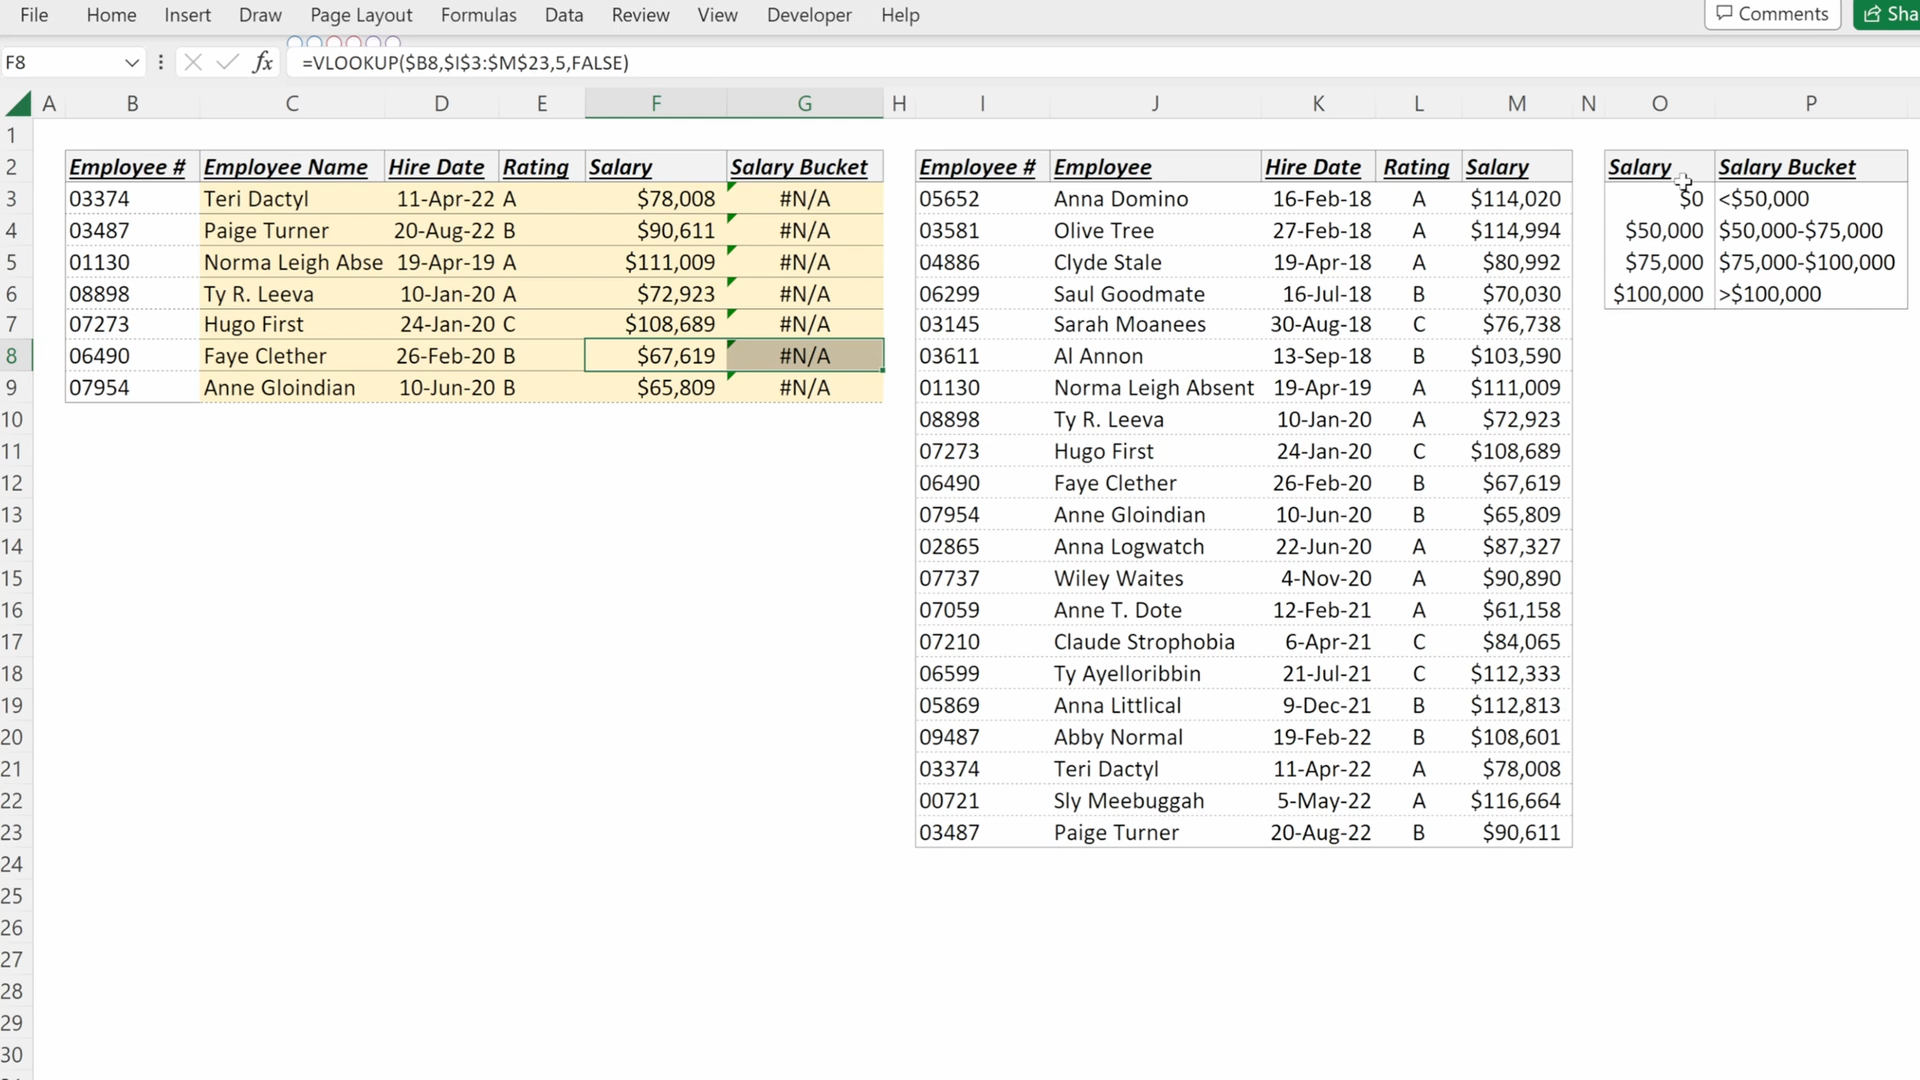 File Home Insert Draw Page Layout Formulas Data Review View Developer Help Comments Sha
F8 fx =VLOOKUP($B8,$I$3:$M$23,5,FALSE)
A B C D E F G H I J K L M N O P
1
2 Employee # Employee Name Hire Date Rating Salary Salary Bucket Employee # Employee Hire Date Rating Salary Salary Salary Bucket
3 03374 Teri Dactyl 11-Apr-22 A $78,008 #N/A 05652 Anna Domino 16-Feb-18 A $114,020 $0 <$50,000
4 03487 Paige Turner 20-Aug-22 B $90,611 #N/A 03581 Olive Tree 27-Feb-18 A $114,994 $50,000 $50,000-$75,000
5 01130 Norma Leigh Abse 19-Apr-19 A $111,009 #N/A 04886 Clyde Stale 19-Apr-18 A $80,992 $75,000 $75,000-$100,000
6 08898 Ty R. Leeva 10-Jan-20 A $72,923 #N/A 06299 Saul Goodmate 16-Jul-18 B $70,030 $100,000 >$100,000
7 07273 Hugo First 24-Jan-20 C $108,689 #N/A 03145 Sarah Moanees 30-Aug-18 C $76,738
8 06490 Faye Clether 26-Feb-20 B $67,619 #N/A 03611 Al Annon 13-Sep-18 B $103,590
9 07954 Anne Gloindian 10-Jun-20 B $65,809 #N/A 01130 Norma Leigh Absent 19-Apr-19 A $111,009
10 08898 Ty R. Leeva 10-Jan-20 A $72,923
11 07273 Hugo First 24-Jan-20 C $108,689
12 06490 Faye Clether 26-Feb-20 B $67,619
13 07954 Anne Gloindian 10-Jun-20 B $65,809
14 02865 Anna Logwatch 22-Jun-20 A $87,327
15 07737 Wiley Waites 4-Nov-20 A $90,890
16 07059 Anne T. Dote 12-Feb-21 A $61,158
17 07210 Claude Strophobia 6-Apr-21 C $84,065
18 06599 Ty Ayelloribbin 21-Jul-21 C $112,333
19 05869 Anna Littlical 9-Dec-21 B $112,813
20 09487 Abby Normal 19-Feb-22 B $108,601
21 03374 Teri Dactyl 11-Apr-22 A $78,008
22 00721 Sly Meebuggah 5-May-22 A $116,664
23 03487 Paige Turner 20-Aug-22 B $90,611
24
25
26
27
28
29
30